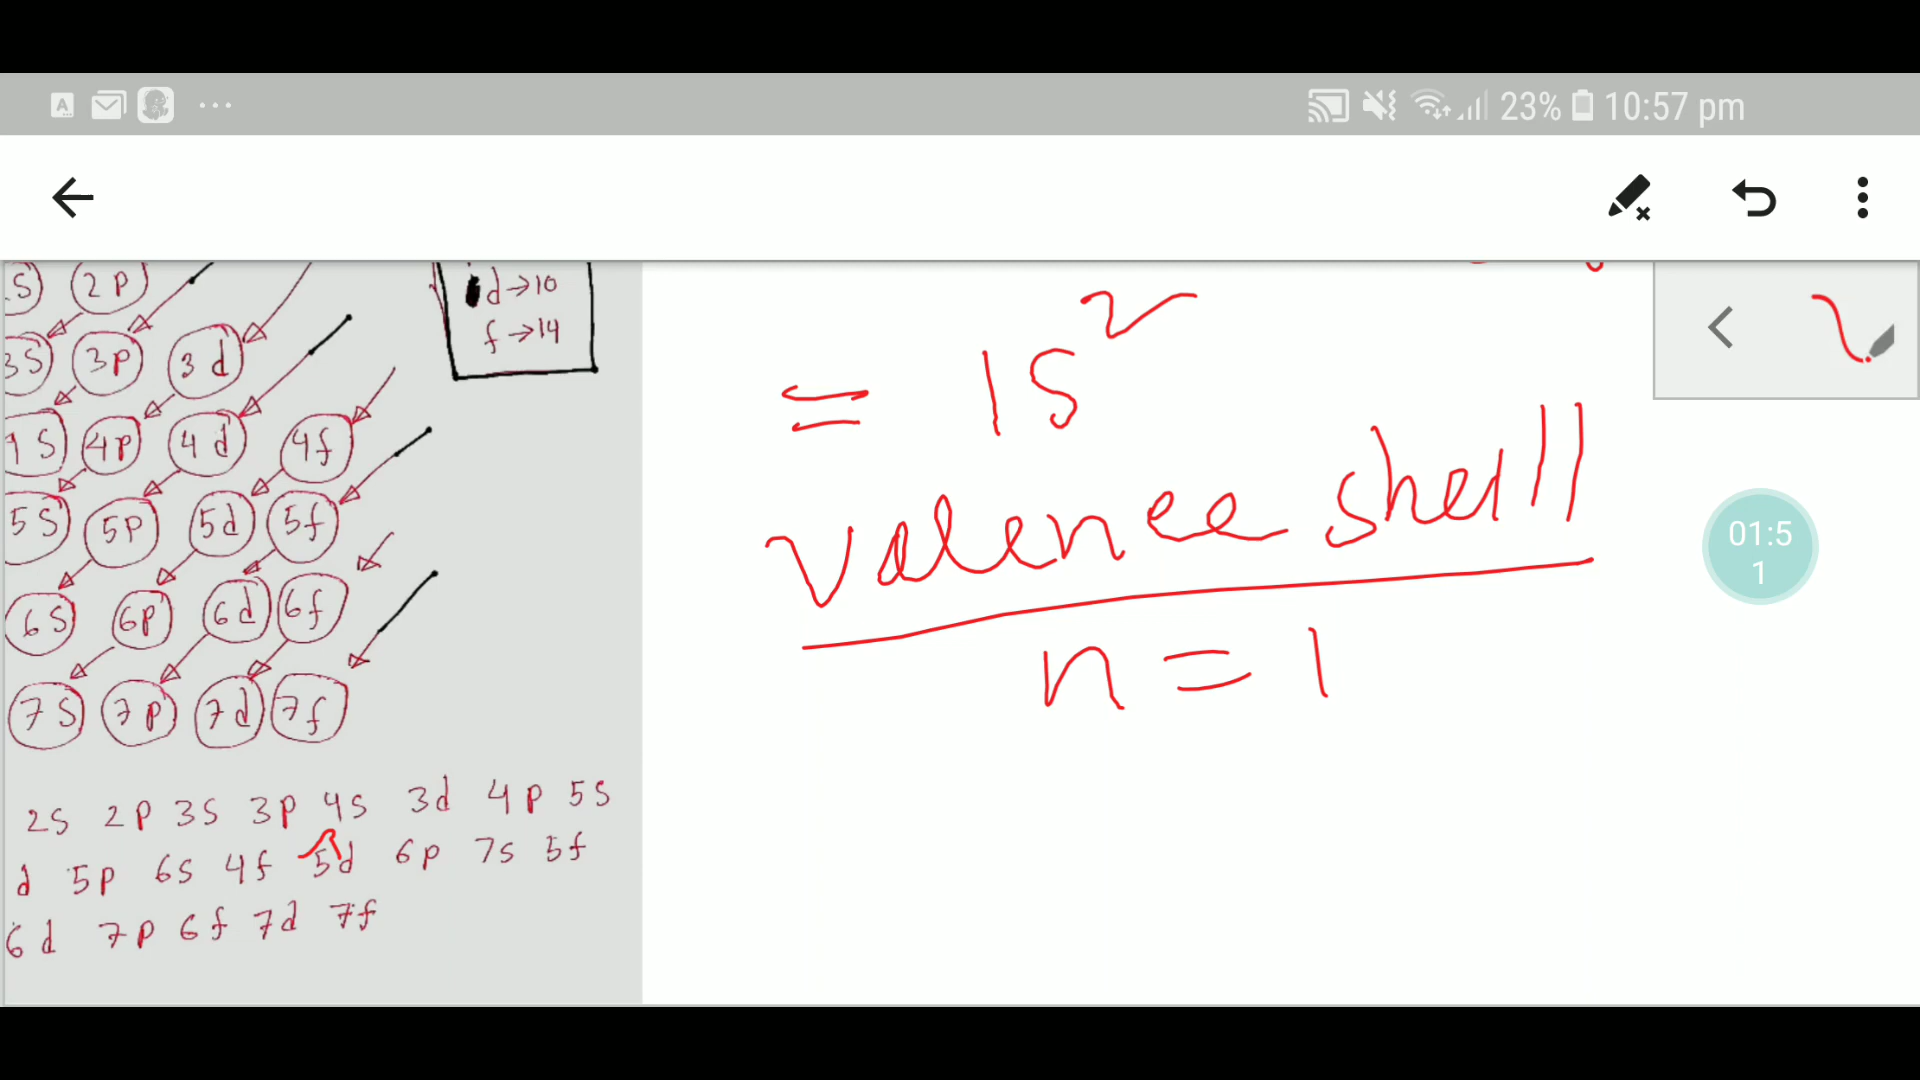 23% 10:57 pm
S 2p
d→10
f→14
3s 3p 3d
4s 4p 4d 4f
5s 5p 5d 5f
6s 6p 6d 6f
7s 7p 7d 7f
2s 2p 3s 3p 4s 3d 4p 5s
d 5p 6s 4f 5d 6p 7s 5f
6d 7p 6f 7d 7f
= 1s²
valence shell
n = 1
01:5
1